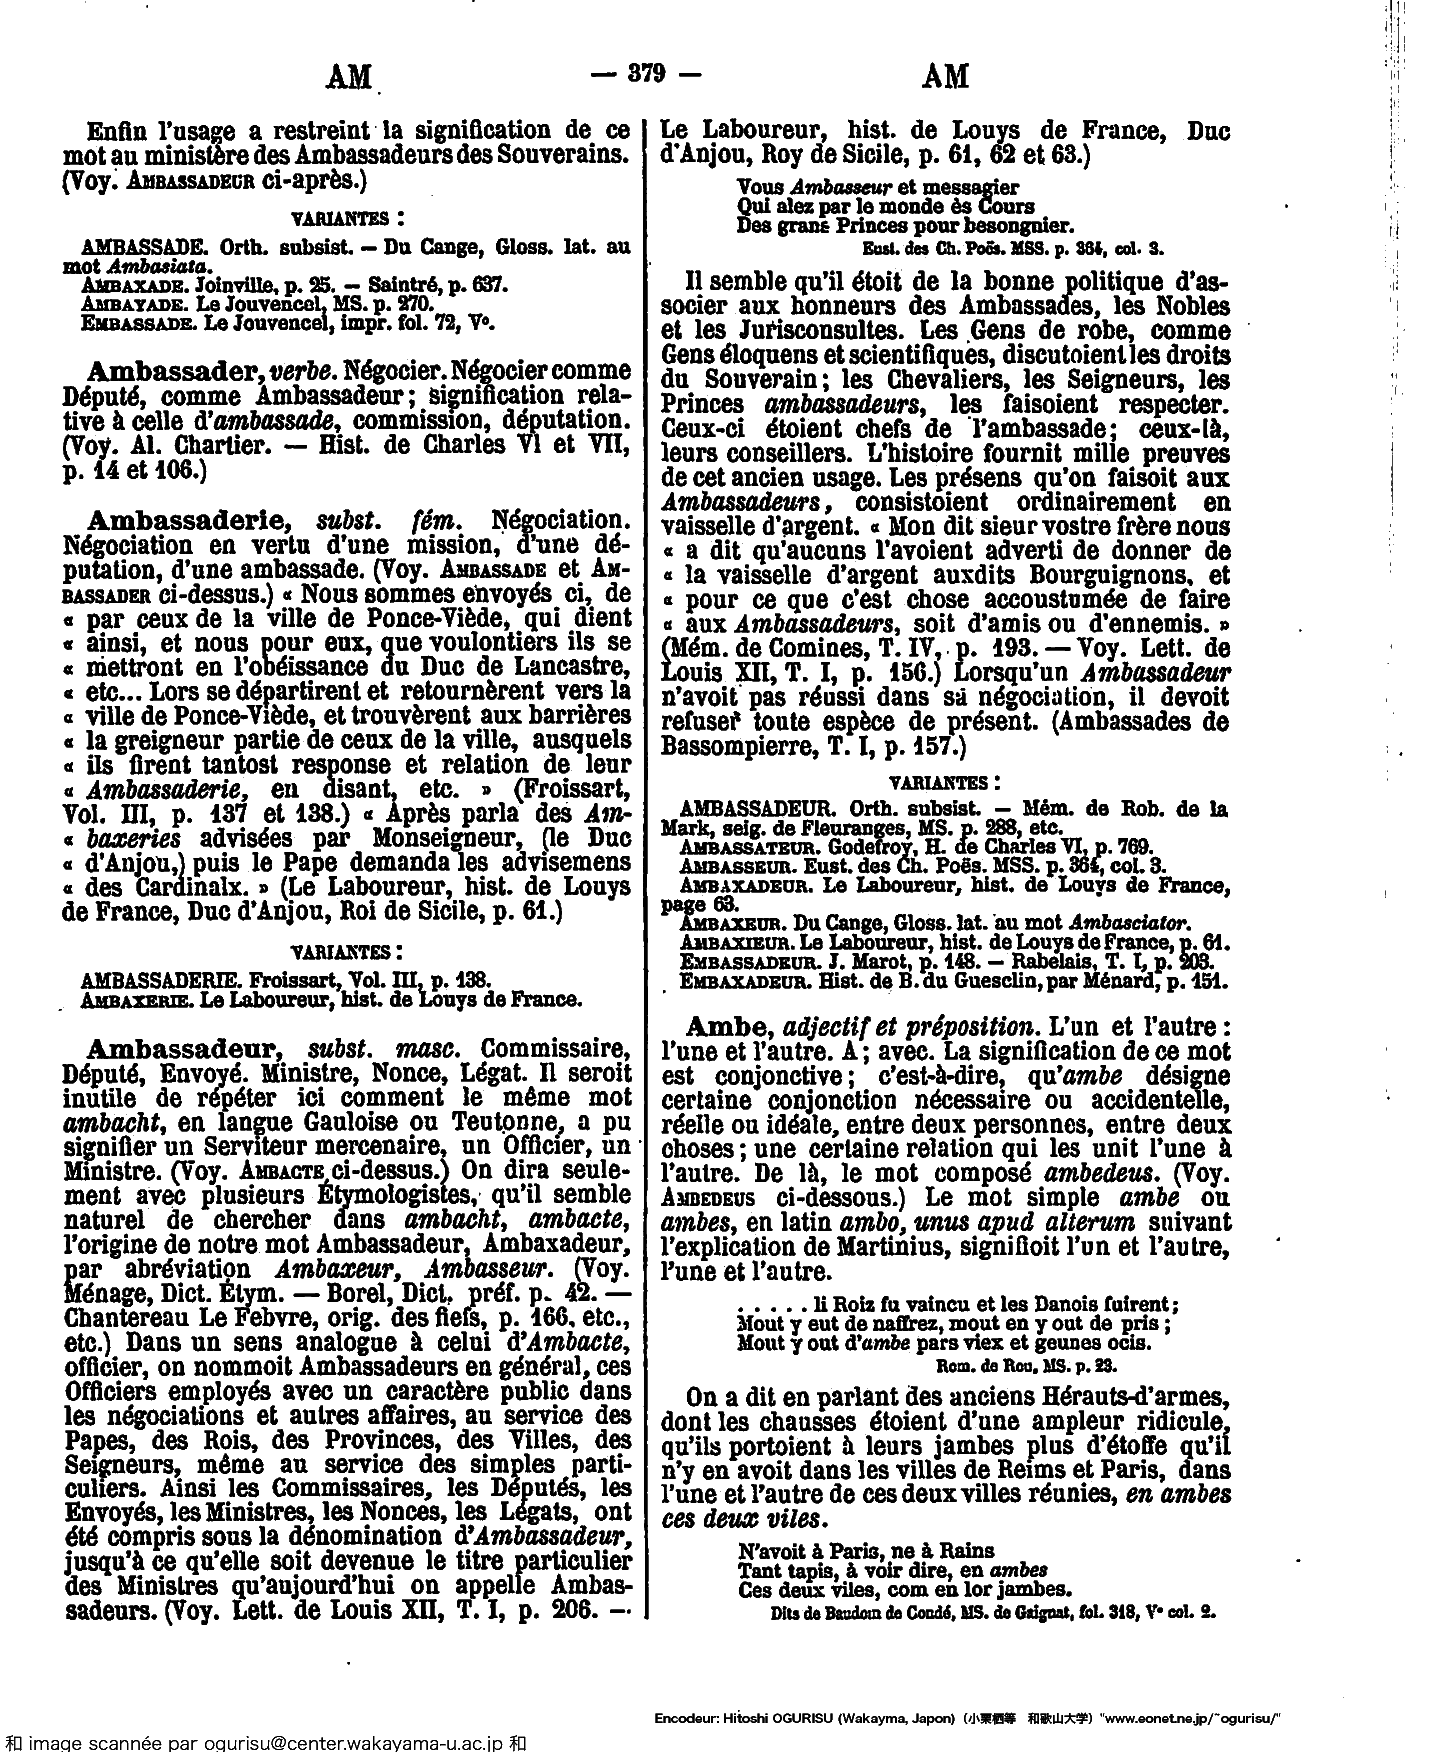 AM — 379 — AM
Enfin l'usage a restreint la signification de ce
mot au ministère des Ambassadeurs des Souverains.
(Voy. AMBASSADEUR ci-après.)
VARIANTES :
AMBASSADE. Orth. subsist. — Du Cange, Gloss. lat. au
mot Ambasiata.
AMBAXADE. Joinville, p. 25. — Saintré, p. 637.
AMBAYADE. Le Jouvencel, MS. p. 270.
EMBASSADE. Le Jouvencel, impr. fol. 72, Vº.
Ambassader, verbe. Négocier. Négocier comme
Député, comme Ambassadeur ; signification rela-
tive à celle d'ambassade, commission, députation.
(Voy. Al. Chartier. — Hist. de Charles VI et VII,
p. 14 et 106.)
Ambassaderie, subst. fém. Négociation.
Négociation en vertu d'une mission, d'une dé-
putation, d'une ambassade. (Voy. AMBASSADE et AM-
BASSADER ci-dessus.) « Nous sommes envoyés ci, de
« par ceux de la ville de Ponce-Viède, qui dient
« ainsi, et nous pour eux, que voulontiers ils se
« mettront en l'obéissance du Duc de Lancastre,
« etc... Lors se départirent et retournèrent vers la
« ville de Ponce-Viède, et trouvèrent aux barrières
« la greigneur partie de ceux de la ville, ausquels
« ils firent tantost response et relation de leur
« Ambassaderie, en disant, etc. » (Froissart,
Vol. III, p. 137 et 138.) « Après parla des Am-
« baxeries advisées par Monseigneur, (le Duc
« d'Anjou,) puis le Pape demanda les advisemens
« des Cardinalx. » (Le Laboureur, hist. de Louys
de France, Duc d'Anjou, Roi de Sicile, p. 61.)
VARIANTES :
AMBASSADERIE. Froissart, Vol. III, p. 138.
AMBAXERIE. Le Laboureur, hist. de Louys de France.
Ambassadeur, subst. masc. Commissaire,
Député, Envoyé. Ministre, Nonce, Légat. Il seroit
inutile de répéter ici comment le même mot
ambacht, en langue Gauloise ou Teutonne, a pu
signifier un Serviteur mercenaire, un Officier, un
Ministre. (Voy. AMBACTE ci-dessus.) On dira seule-
ment avec plusieurs Étymologistes, qu'il semble
naturel de chercher dans ambacht, ambacte,
l'origine de notre mot Ambassadeur, Ambaxadeur,
par abréviation Ambaxeur, Ambasseur. (Voy.
Ménage, Dict. Étym. — Borel, Dict. préf. p. 42. —
Chantereau Le Febvre, orig. des fiefs, p. 166, etc.,
etc.) Dans un sens analogue à celui d'Ambacte,
officier, on nommoit Ambassadeurs en général, ces
Officiers employés avec un caractère public dans
les négociations et autres affaires, au service des
Papes, des Rois, des Provinces, des Villes, des
Seigneurs, même au service des simples parti-
culiers. Ainsi les Commissaires, les Députés, les
Envoyés, les Ministres, les Nonces, les Légats, ont
été compris sous la dénomination d'Ambassadeur,
jusqu'à ce qu'elle soit devenue le titre particulier
des Ministres qu'aujourd'hui on appelle Ambas-
sadeurs. (Voy. Lett. de Louis XII, T. I, p. 206. —
Le Laboureur, hist. de Louys de France, Duc
d'Anjou, Roy de Sicile, p. 61, 62 et 63.)
Vous Ambasseur et messagier
Qui alez par le monde ès Cours
Des grans Princes pour besongnier.
Eust. des Ch. Poës. MSS. p. 364, col. 3.
Il semble qu'il étoit de la bonne politique d'as-
socier aux honneurs des Ambassades, les Nobles
et les Jurisconsultes. Les Gens de robe, comme
Gens éloquens et scientifiques, discutoient les droits
du Souverain ; les Chevaliers, les Seigneurs, les
Princes ambassadeurs, les faisoient respecter.
Ceux-ci étoient chefs de l'ambassade ; ceux-là,
leurs conseillers. L'histoire fournit mille preuves
de cet ancien usage. Les présens qu'on faisoit aux
Ambassadeurs, consistoient ordinairement en
vaisselle d'argent. « Mon dit sieur vostre frère nous
« a dit qu'aucuns l'avoient adverti de donner de
« la vaisselle d'argent auxdits Bourguignons, et
« pour ce que c'est chose accoustumée de faire
« aux Ambassadeurs, soit d'amis ou d'ennemis. »
(Mém. de Comines, T. IV, p. 193. — Voy. Lett. de
Louis XII, T. I, p. 156.) Lorsqu'un Ambassadeur
n'avoit pas réussi dans sa négociation, il devoit
refuser toute espèce de présent. (Ambassades de
Bassompierre, T. I, p. 157.)
VARIANTES :
AMBASSADEUR. Orth. subsist. — Mém. de Rob. de la
Mark, seig. de Fleuranges, MS. p. 288, etc.
AMBASSATEUR. Godefroy, H. de Charles VI, p. 769.
AMBASSEUR. Eust. des Ch. Poës. MSS. p. 364, col. 3.
AMBAXADEUR. Le Laboureur, hist. de Louys de France,
page 63.
AMBAXEUR. Du Cange, Gloss. lat. au mot Ambasciator.
AMBAXIEUR. Le Laboureur, hist. de Louys de France, p. 61.
EMBASSADEUR. J. Marot, p. 148. — Rabelais, T. I, p. 203.
EMBAXADEUR. Hist. de B. du Guesclin, par Ménard, p. 151.
Ambe, adjectif et préposition. L'un et l'autre :
l'une et l'autre. A ; avec. La signification de ce mot
est conjonctive ; c'est-à-dire, qu'ambe désigne
certaine conjonction nécessaire ou accidentelle,
réelle ou idéale, entre deux personnes, entre deux
choses ; une certaine relation qui les unit l'une à
l'autre. De là, le mot composé ambedeus. (Voy.
AMBEDEUS ci-dessous.) Le mot simple ambe ou
ambes, en latin ambo, unus apud alterum suivant
l'explication de Martinius, signifioit l'un et l'autre,
l'une et l'autre.
. . . . . li Roiz fu vaincu et les Danois fuirent ;
Mout y eut de naffrez, mout en y out de pris ;
Mout y out d'ambe pars viex et geunes ocis.
Rom. de Rou, MS. p. 23.
On a dit en parlant des anciens Hérauts-d'armes,
dont les chausses étoient d'une ampleur ridicule,
qu'ils portoient à leurs jambes plus d'étoffe qu'il
n'y en avoit dans les villes de Reims et Paris, dans
l'une et l'autre de ces deux villes réunies, en ambes
ces deux viles.
N'avoit à Paris, ne à Rains
Tant tapis, à voir dire, en ambes
Ces deux viles, com en lor jambes.
Dits de Baudoin de Condé, MS. de Gaignat, fol. 318, Vº col. 2.
Encodeur: Hitoshi OGURISU (Wakayma, Japon) (小栗栖等 和歌山大学) "www.eonet.ne.jp/~ogurisu/"
和 image scannée par ogurisu@center.wakayama-u.ac.jp 和